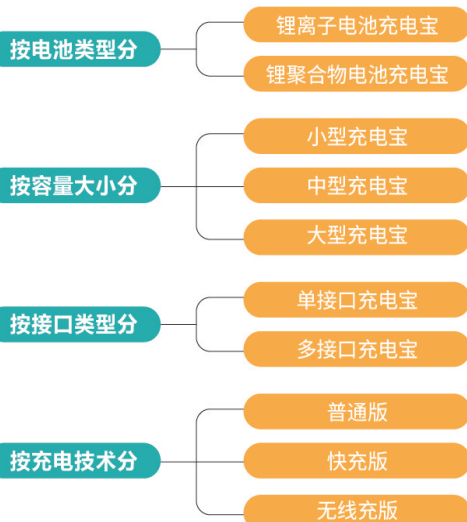 按电池类型分
锂离子电池充电宝
锂聚合物电池充电宝
按容量大小分
小型充电宝
中型充电宝
大型充电宝
按接口类型分
单接口充电宝
多接口充电宝
按充电技术分
普通版
快充版
无线充版